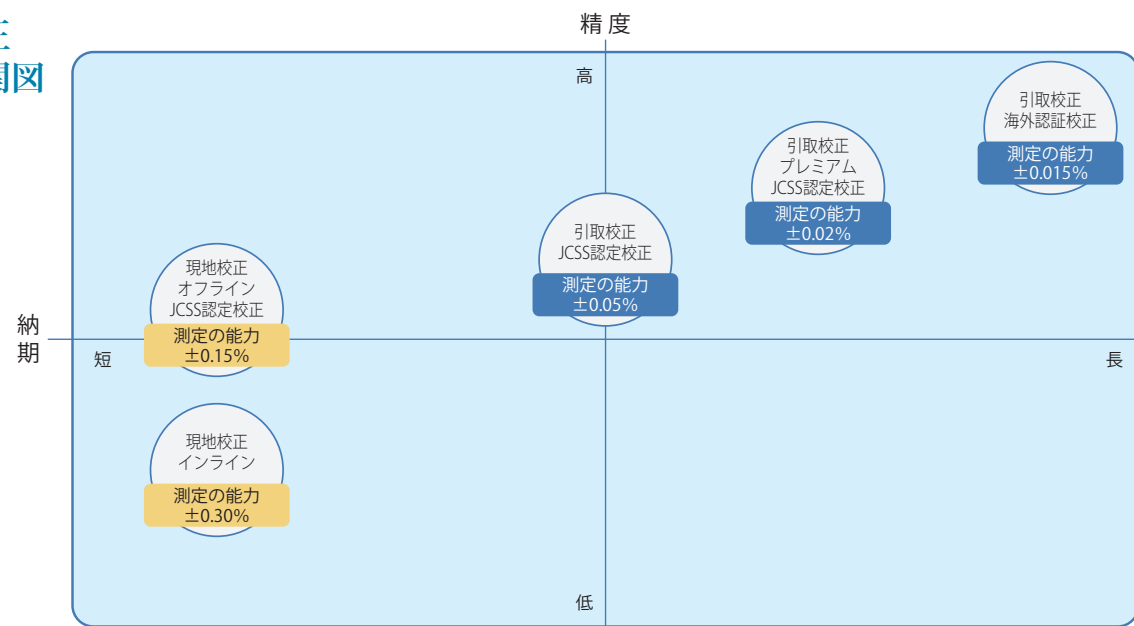 精度
関図
高
引取校正
海外認証校正
測定の能力
±0.015%
引取校正
プレミアム
JCSS認定校正
測定の能力
±0.02%
引取校正
JCSS認定校正
測定の能力
±0.05%
現地校正
オフライン
JCSS認定校正
測定の能力
±0.15%
納期
短
長
現地校正
インライン
測定の能力
±0.30%
低